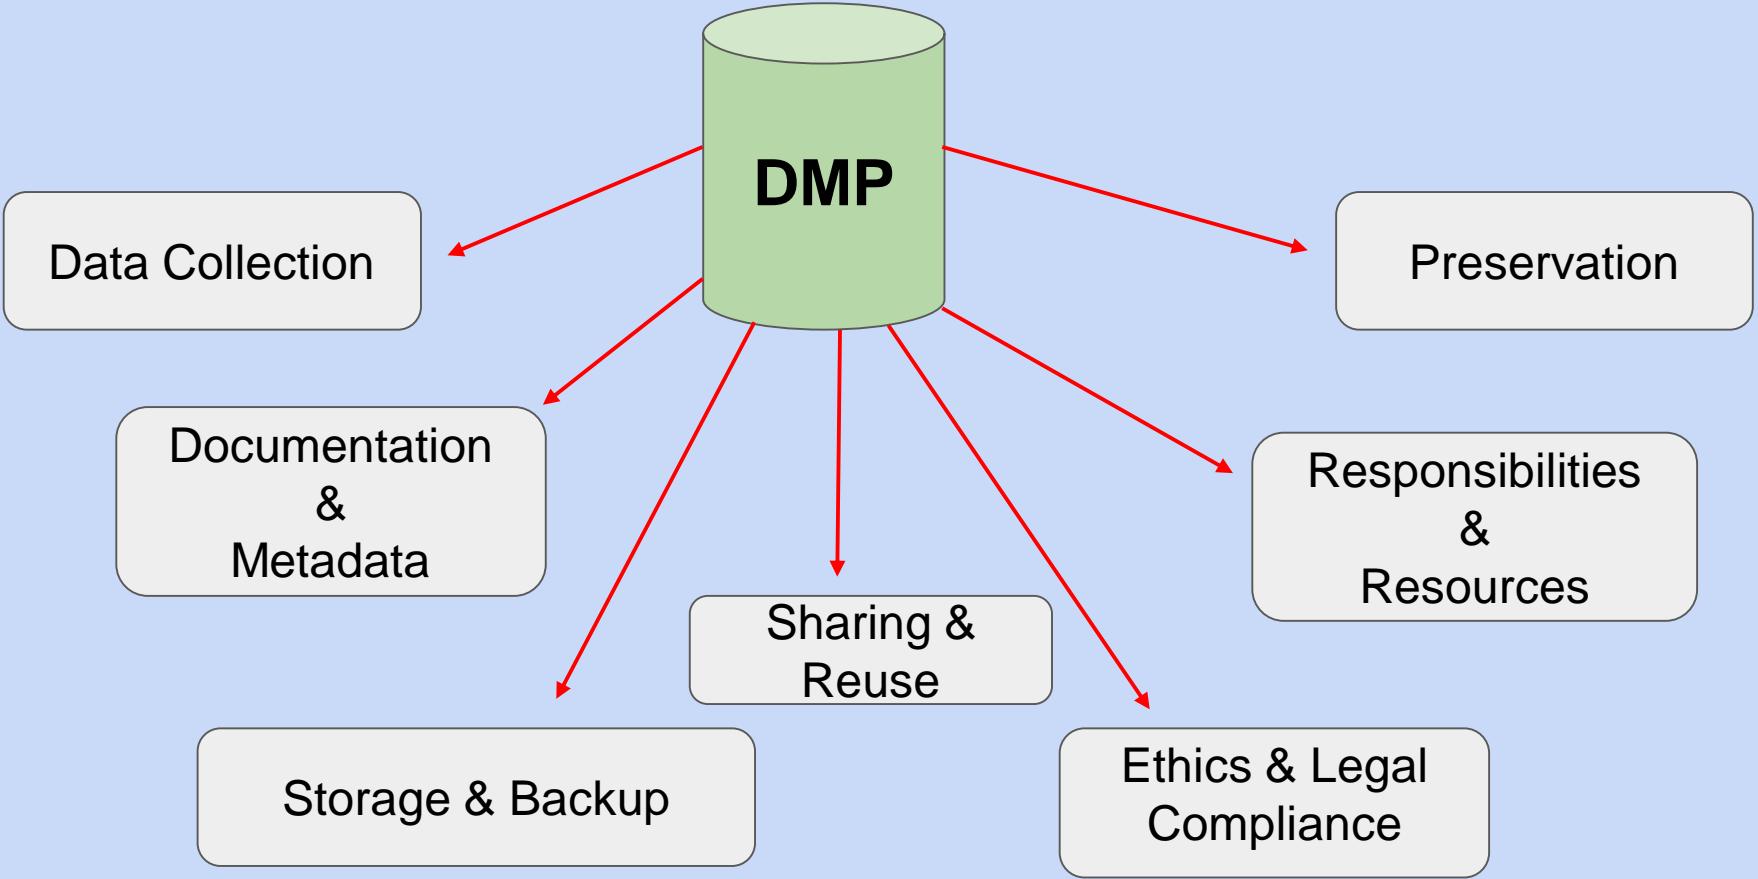 DMP
Data Collection
Preservation
Documentation
&
Metadata
Responsibilities
&
Resources
Sharing &
Reuse
Storage & Backup
Ethics & Legal
Compliance